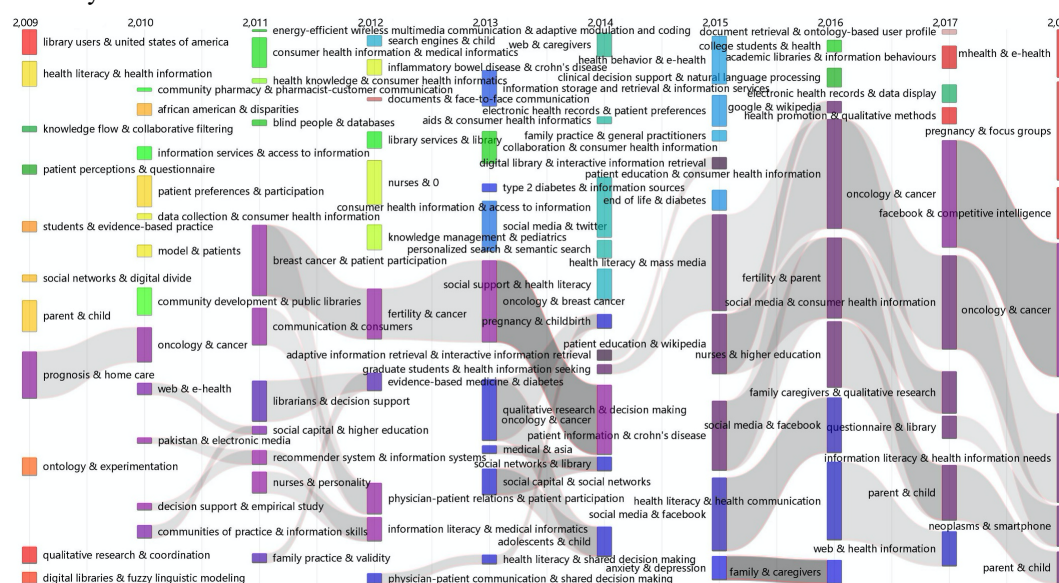 2,009 2,010 2,011 2,012 2,013 2,014 2,015 2,016 2,017
library users & united states of america
health literacy & health information
knowledge flow & collaborative filtering
patient perceptions & questionnaire
students & evidence-based practice
social networks & digital divide
parent & child
prognosis & home care
ontology & experimentation
qualitative research & coordination
digital libraries & fuzzy linguistic modeling
community pharmacy & pharmacist-customer communication
african american & disparities
information services & access to information
patient preferences & participation
data collection & consumer health information
model & patients
community development & public libraries
oncology & cancer
web & e-health
pakistan & electronic media
decision support & empirical study
communities of practice & information skills
energy-efficient wireless multimedia communication & adaptive modulation and coding
consumer health information & medical informatics
health knowledge & consumer health informatics
blind people & databases
breast cancer & patient participation
communication & consumers
librarians & decision support
social capital & higher education
recommender system & information systems
nurses & personality
family practice & validity
search engines & child
inflammatory bowel disease & crohn's disease
documents & face-to-face communication
library services & library
nurses & 0
knowledge management & pediatrics
fertility & cancer
evidence-based medicine & diabetes
physician-patient relations & patient participation
information literacy & medical informatics
physician-patient communication & shared decision making
information storage and retrieval & information services
collaboration & consumer health information
type 2 diabetes & information sources
social media & twitter
oncology & breast cancer
qualitative research & decision making
oncology & cancer
medical & asia
social capital & social networks
health literacy & shared decision making
web & caregivers
aids & consumer health informatics
consumer health information & access to information
personalized search & semantic search
social support & health literacy
pregnancy & childbirth
adaptive information retrieval & interactive information retrieval
graduate students & health information seeking
patient information & crohn's disease
social networks & library
adolescents & child
health behavior & e-health
electronic health records & patient preferences
family practice & general practitioners
digital library & interactive information retrieval
end of life & diabetes
health literacy & mass media
patient education & wikipedia
social media & facebook
social media & facebook
anxiety & depression
college students & health
clinical decision support & natural language processing
google & wikipedia
patient education & consumer health information
fertility & parent
nurses & higher education
health literacy & health communication
family & caregivers
document retrieval & ontology-based user profile
academic libraries & information behaviours
electronic health records & data display
health promotion & qualitative methods
oncology & cancer
social media & consumer health information
family caregivers & qualitative research
questionnaire & library
parent & child
web & health information
mhealth & e-health
pregnancy & focus groups
facebook & competitive intelligence
oncology & cancer
information literacy & health information needs
neoplasms & smartphone
parent & child